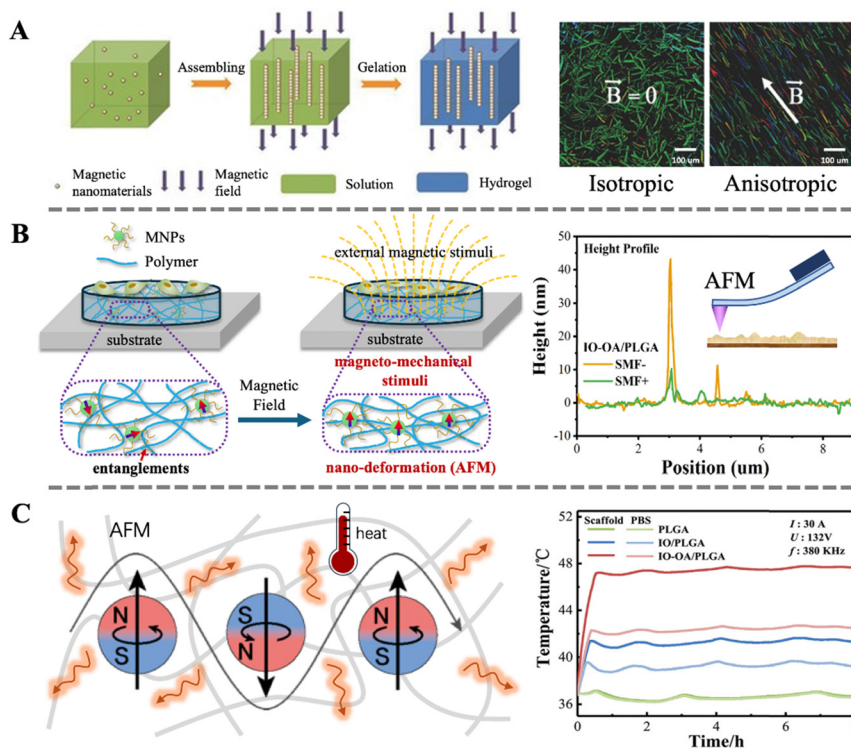 A
Assembling
Gelation
B = 0
B
100 um
100 um
Isotropic
Anisotropic
Magnetic nanomaterials
Magnetic field
Solution
Hydrogel
B
MNPs
Polymer
external magnetic stimuli
substrate
substrate
magneto-mechanical
stimuli
Magnetic
Field
entanglements
nano-deformation (AFM)
Height (nm)
50
40
30
20
10
0
-10
Height Profile
AFM
IO-OA/PLGA
SMF-
SMF+
0
2
4
6
8
Position (um)
C
AFM
heat
N
S
S
N
N
S
Temperature/℃
52
48
44
40
36
Scaffold PBS
PLGA
IO/PLGA
IO-OA/PLGA
I : 30 A
U : 132V
f : 380 KHz
0
2
4
6
8
Time/h